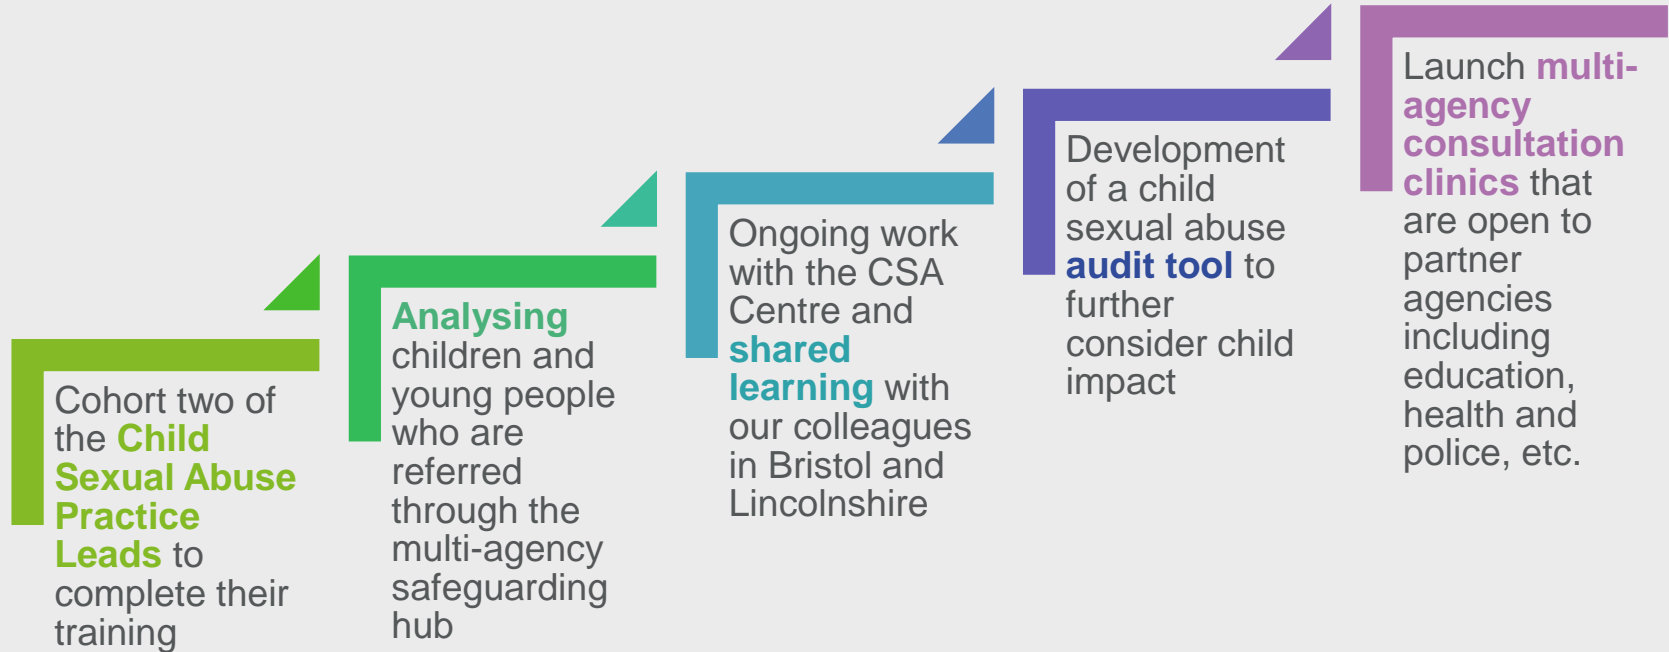 Cohort two of
the Child
Sexual Abuse
Practice
Leads to
complete their
training
Analysing
children and
young people
who are
referred
through the
multi-agency
safeguarding
hub
Ongoing work
with the CSA
Centre and
shared
learning with
our colleagues
in Bristol and
Lincolnshire
Development
of a child
sexual abuse
audit tool to
further
consider child
impact
Launch multi-
agency
consultation
clinics that
are open to
partner
agencies
including
education,
health and
police, etc.